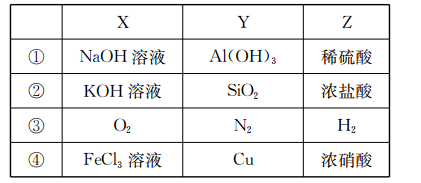 X Y Z
① NaOH 溶液 Al(OH)₃ 稀硫酸
② KOH 溶液 SiO₂ 浓盐酸
③ O₂ N₂ H₂
④ FeCl₃ 溶液 Cu 浓硝酸